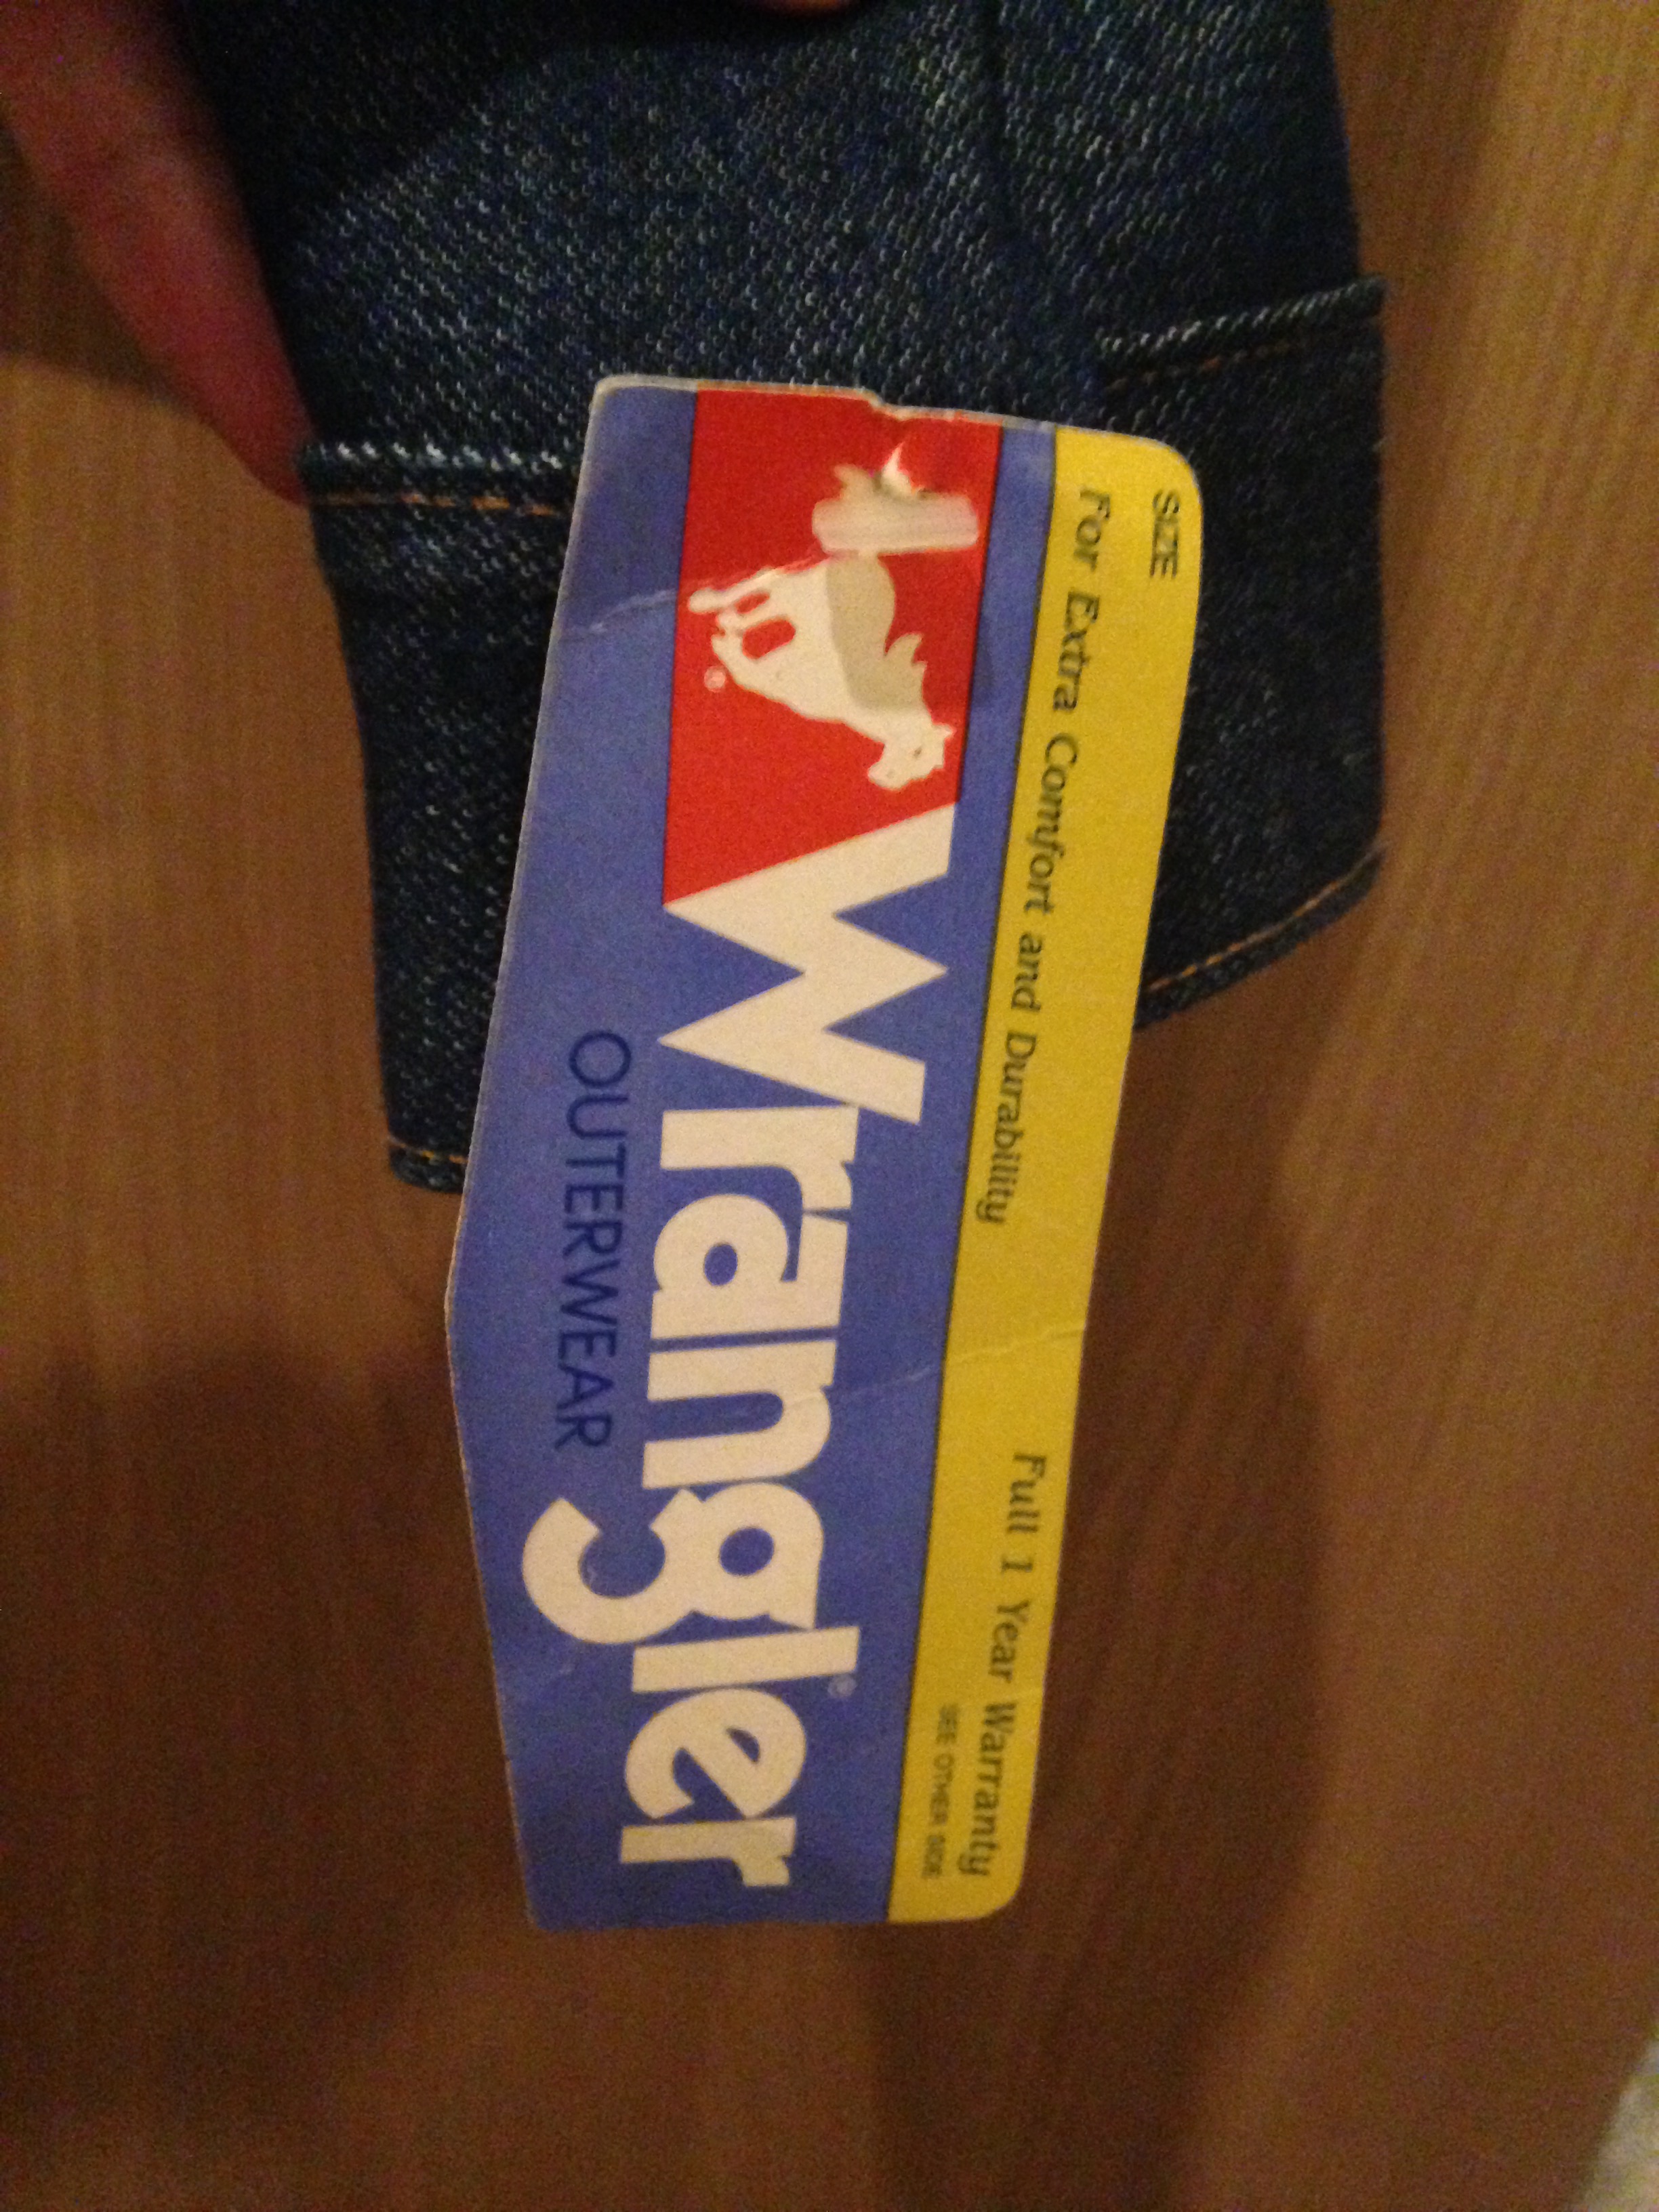 SIZE
For Extra Comfort and Durability
Full 1 Year Warranty
SEE OTHER SIDE
Wrangler®
OUTERWEAR
®